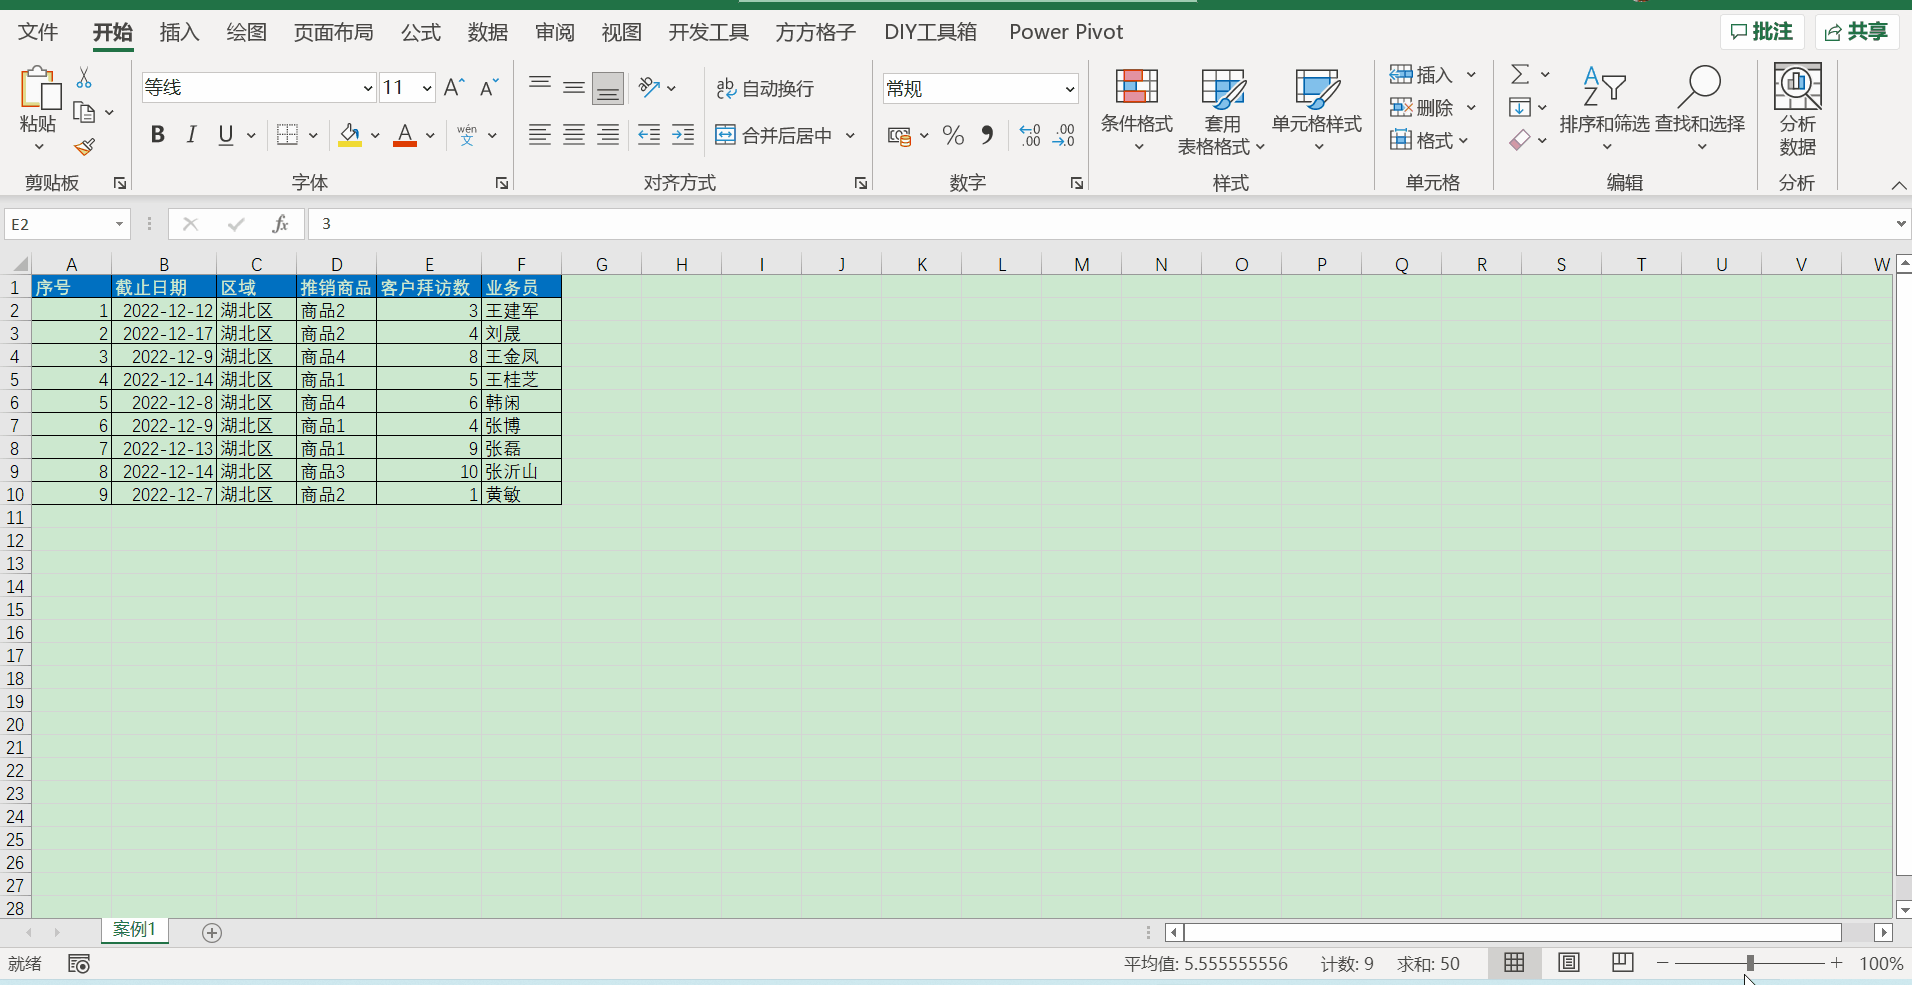 文件 开始 插入 绘图 页面布局 公式 数据 审阅 视图 开发工具 方方格子 DIY工具箱 Power Pivot 批注 共享
粘贴
剪贴板
等线 11
B I U A wén 文
字体
自动换行
合并后居中
对齐方式
常规
数字
条件格式 套用 表格格式 单元格样式
样式
插入
删除
格式
单元格
排序和筛选 查找和选择
编辑
分析 数据
分析
E2 fx 3
A B C D E F G H I J K L M N O P Q R S T U V W
1 序号 截止日期 区域 推销商品 客户拜访数 业务员
2 1 2022-12-12 湖北区 商品2 3 王建军
3 2 2022-12-17 湖北区 商品2 4 刘晟
4 3 2022-12-9 湖北区 商品4 8 王金凤
5 4 2022-12-14 湖北区 商品1 5 王桂芝
6 5 2022-12-8 湖北区 商品4 6 韩闲
7 6 2022-12-9 湖北区 商品1 4 张博
8 7 2022-12-13 湖北区 商品1 9 张磊
9 8 2022-12-14 湖北区 商品3 10 张沂山
10 9 2022-12-7 湖北区 商品2 1 黄敏
11
12
13
14
15
16
17
18
19
20
21
22
23
24
25
26
27
28
案例1
就绪 平均值: 5.555555556 计数: 9 求和: 50 100%